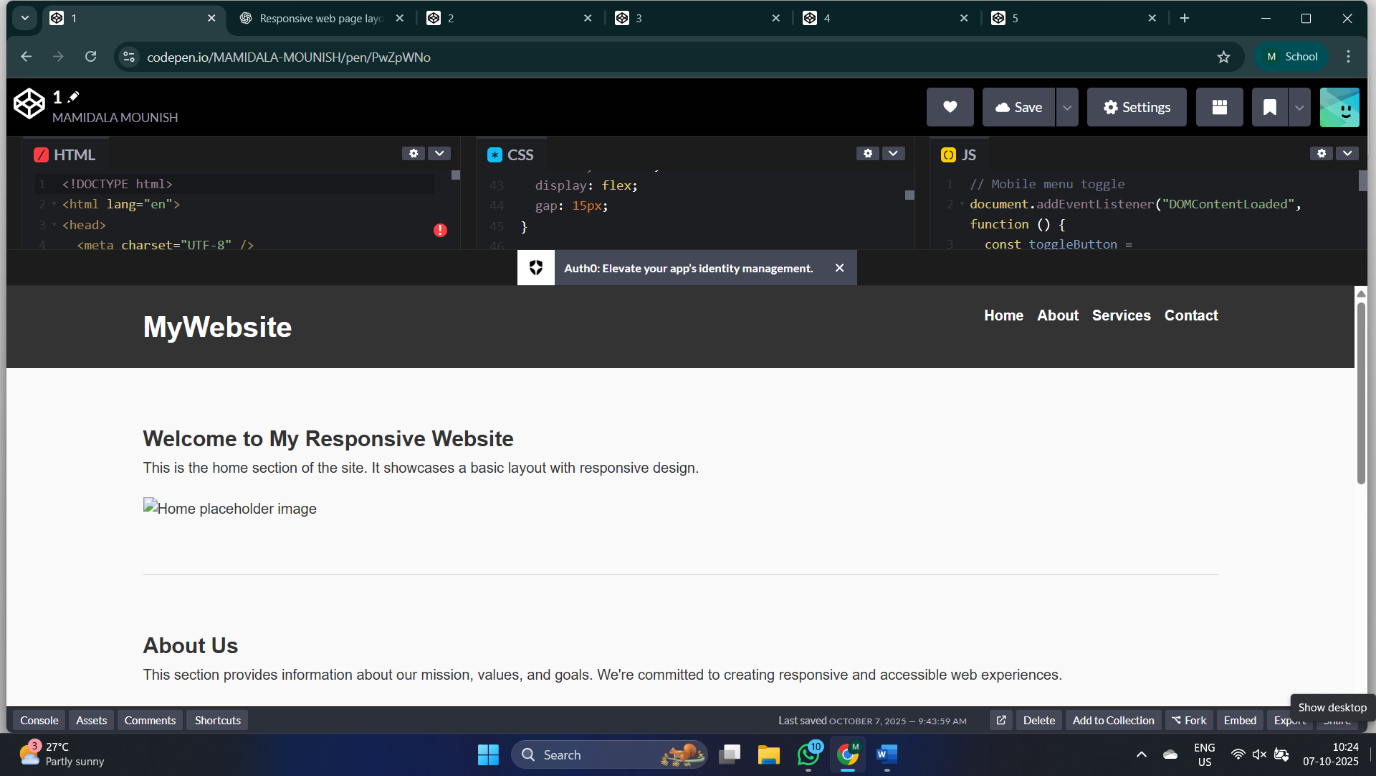 1
Responsive web page layo
2
3
4
5
codepen.io/MAMIDALA-MOUNISH/pen/PwZpWNo
M School
1
MAMIDALA MOUNISH
Save
Settings
HTML
1 <!DOCTYPE html>
2 <html lang="en">
3 <head>
4 <meta charset="UTF-8" />
CSS
43 display: flex;
44 gap: 15px;
45 }
46
JS
1 // Mobile menu toggle
2 document.addEventListener("DOMContentLoaded",
function () {
3 const toggleButton =
Auth0: Elevate your app's identity management.
MyWebsite
Home About Services Contact
Welcome to My Responsive Website
This is the home section of the site. It showcases a basic layout with responsive design.
Home placeholder image
About Us
This section provides information about our mission, values, and goals. We're committed to creating responsive and accessible web experiences.
Show desktop
Console Assets Comments Shortcuts
Last saved OCTOBER 7, 2025 — 9:43:59 AM
Delete Add to Collection Fork Embed Export Share
3
27°C
Partly sunny
Search
10
M
W
ENG
US
10:24
07-10-2025